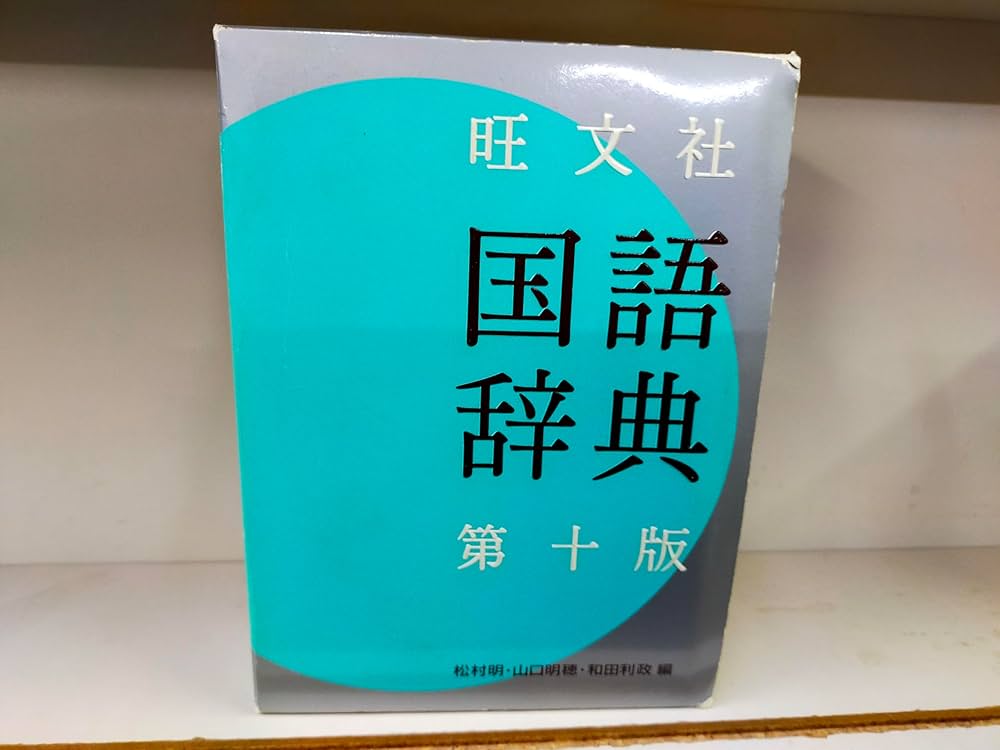 旺文社
国語
辞典
第十版
松村明・山口明穂・和田利政 編